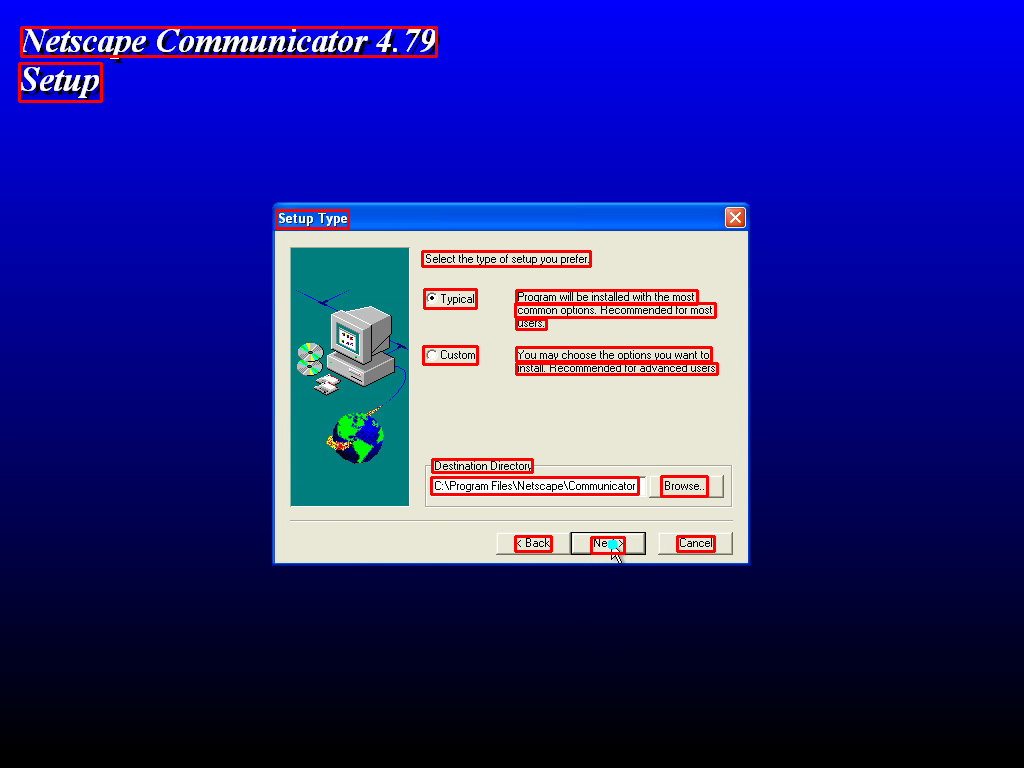 Netscape Communicator 4.79
Setup
Setup Type
Select the type of setup you prefer.
Typical
Program will be installed with the most
common options. Recommended for most
users.
Custom
You may choose the options you want to
install. Recommended for advanced users
Destination Directory
C:\Program Files\Netscape\Communicator
Browse..
< Back
Cancel